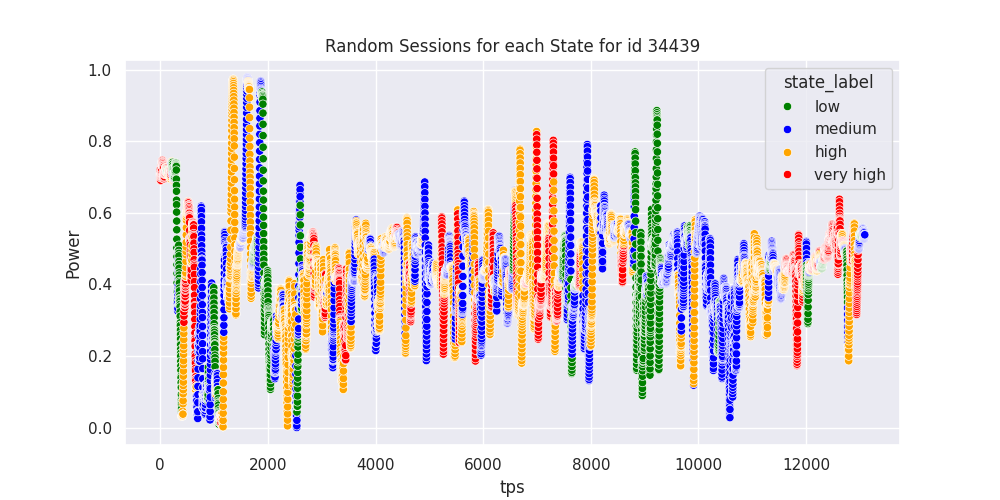 Random Sessions for each State for id 34439
1.0
0.8
0.6
0.4
0.2
0.0
Power
state_label
low
medium
high
very high
0
2000
4000
6000
8000
10000
12000
tps